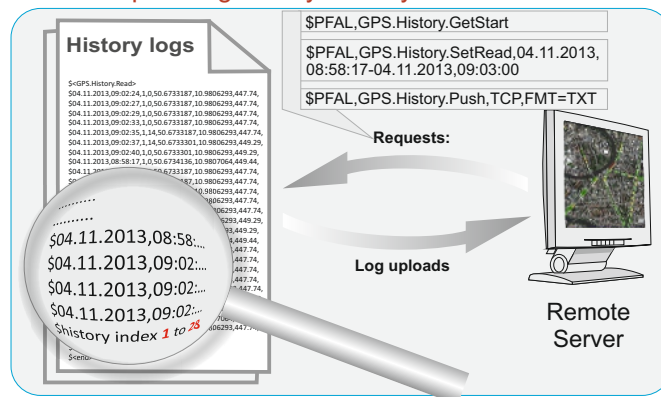 History logs
$<GPS.History.Read>
$04.11.2013,09:02:24,1,0,50.6733187,10.9806293,447.74,
$04.11.2013,09:02:27,1,0,50.6733187,10.9806293,447.74,
$04.11.2013,09:02:29,1,0,50.6733187,10.9806293,447.74,
$04.11.2013,09:02:33,1,0,50.6733187,10.9806293,447.74,
$04.11.2013,09:02:35,1,14,50.6733187,10.9806293,447.74,
$04.11.2013,09:02:37,1,14,50.6733301,10.9806293,449.29,
$04.11.2013,09:02:40,1,0,50.6733301,10.9806293,449.29,
$04.11.2013,08:58:17,1,0,50.6734136,10.9807064,449.44,
..........
..........
$04.11.2013,08:58:...
$04.11.2013,09:02:...
$04.11.2013,09:02:...
$04.11.2013,09:02:...
$history index 1 to 28
$PFAL,GPS.History.GetStart
$PFAL,GPS.History.SetRead,04.11.2013,
08:58:17-04.11.2013,09:03:00
$PFAL,GPS.History.Push,TCP,FMT=TXT
Requests:
Log uploads
Remote
Server